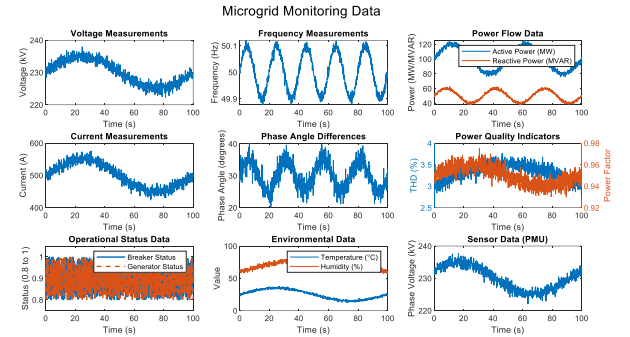 Microgrid Monitoring Data
Voltage Measurements
Voltage (kV)
240
230
220
0 20 40 60 80 100
Time (s)
Frequency Measurements
Frequency (Hz)
50.1
50
49.9
0 20 40 60 80 100
Time (s)
Power Flow Data
Power (MW/MVAR)
120
100
80
60
40
Active Power (MW)
Reactive Power (MVAR)
0 20 40 60 80 100
Time (s)
Current Measurements
Current (A)
600
500
400
0 20 40 60 80 100
Time (s)
Phase Angle Differences
Phase Angle (degrees)
40
30
20
0 20 40 60 80 100
Time (s)
Power Quality Indicators
THD (%)
4
3.5
3
2.5
2
0.98
0.96
0.94
0.92
Power Factor
0 20 40 60 80 100
Time (s)
Operational Status Data
Status (0.8 to 1)
1
0.9
0.8
Breaker Status
Generator Status
0 20 40 60 80 100
Time (s)
Environmental Data
Value
100
50
0
Temperature (°C)
Humidity (%)
0 20 40 60 80 100
Time (s)
Sensor Data (PMU)
Phase Voltage (kV)
240
230
220
0 20 40 60 80 100
Time (s)